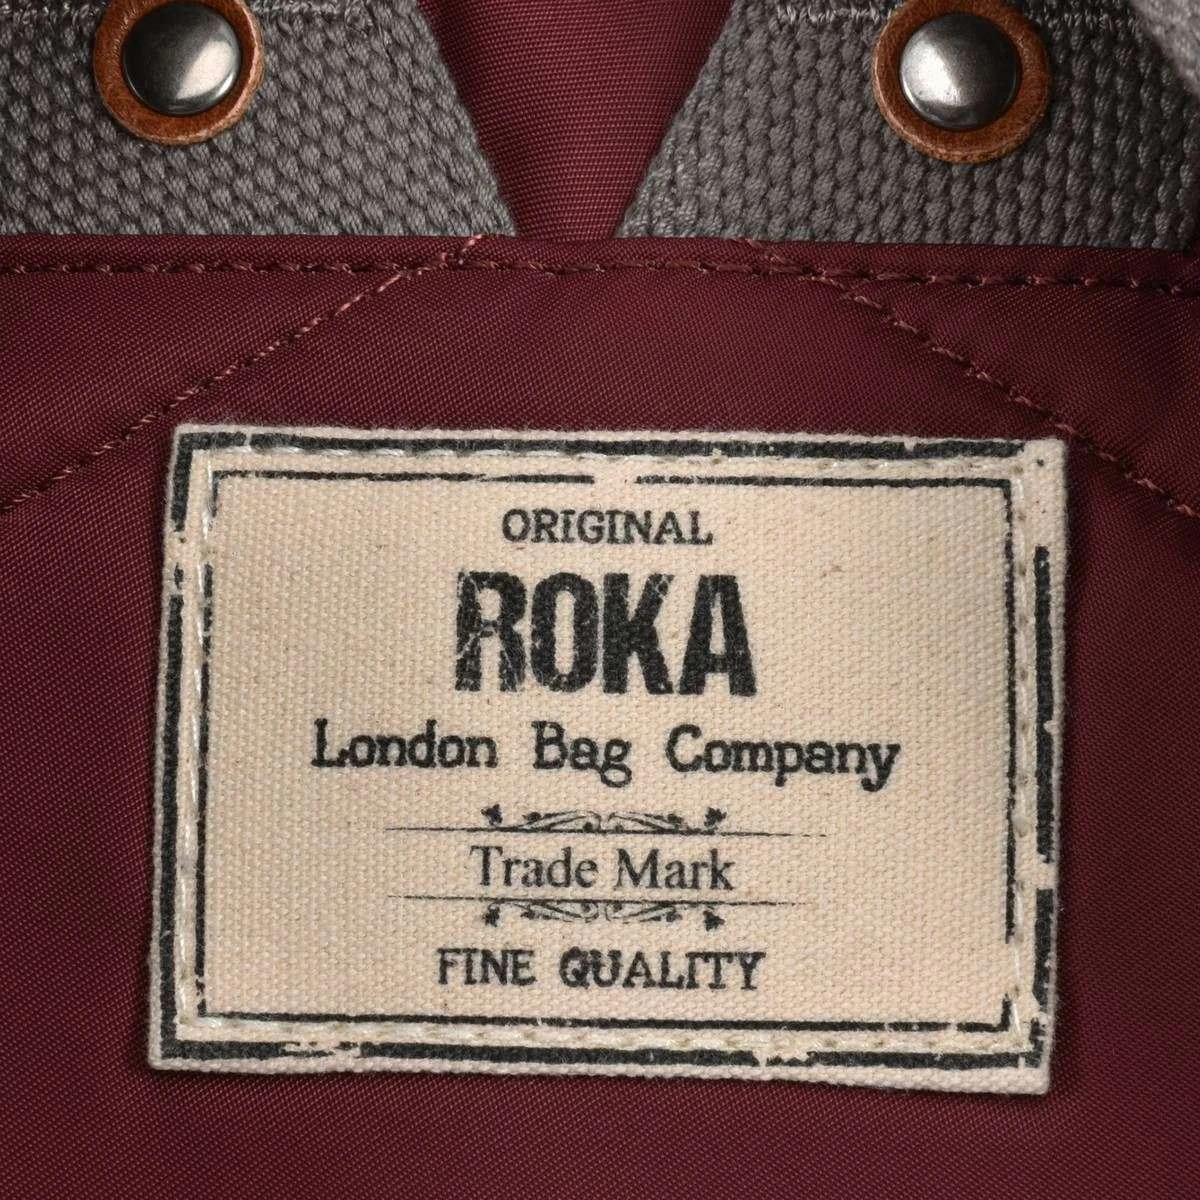 ORIGINAL
ROKA
London Bag Company
Trade Mark
FINE QUALITY